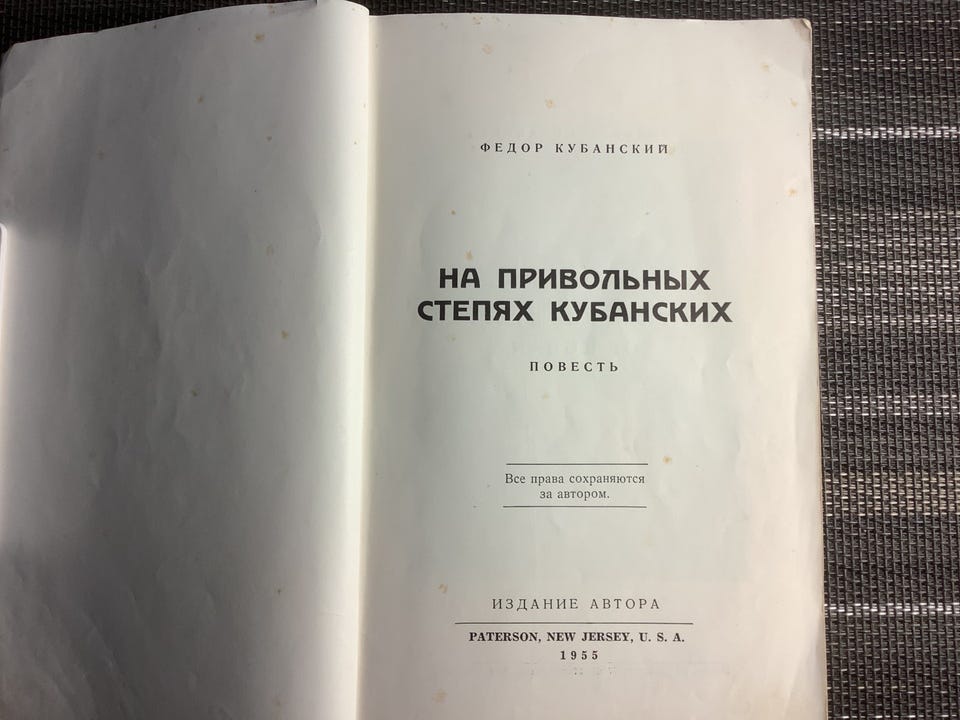 ФЕДОР КУБАНСКИЙ
НА ПРИВОЛЬНЫХ
СТЕПЯХ КУБАНСКИХ
ПОВЕСТЬ
Все права сохраняются
за автором.
ИЗДАНИЕ АВТОРА
PATERSON, NEW JERSEY, U. S. A.
1955